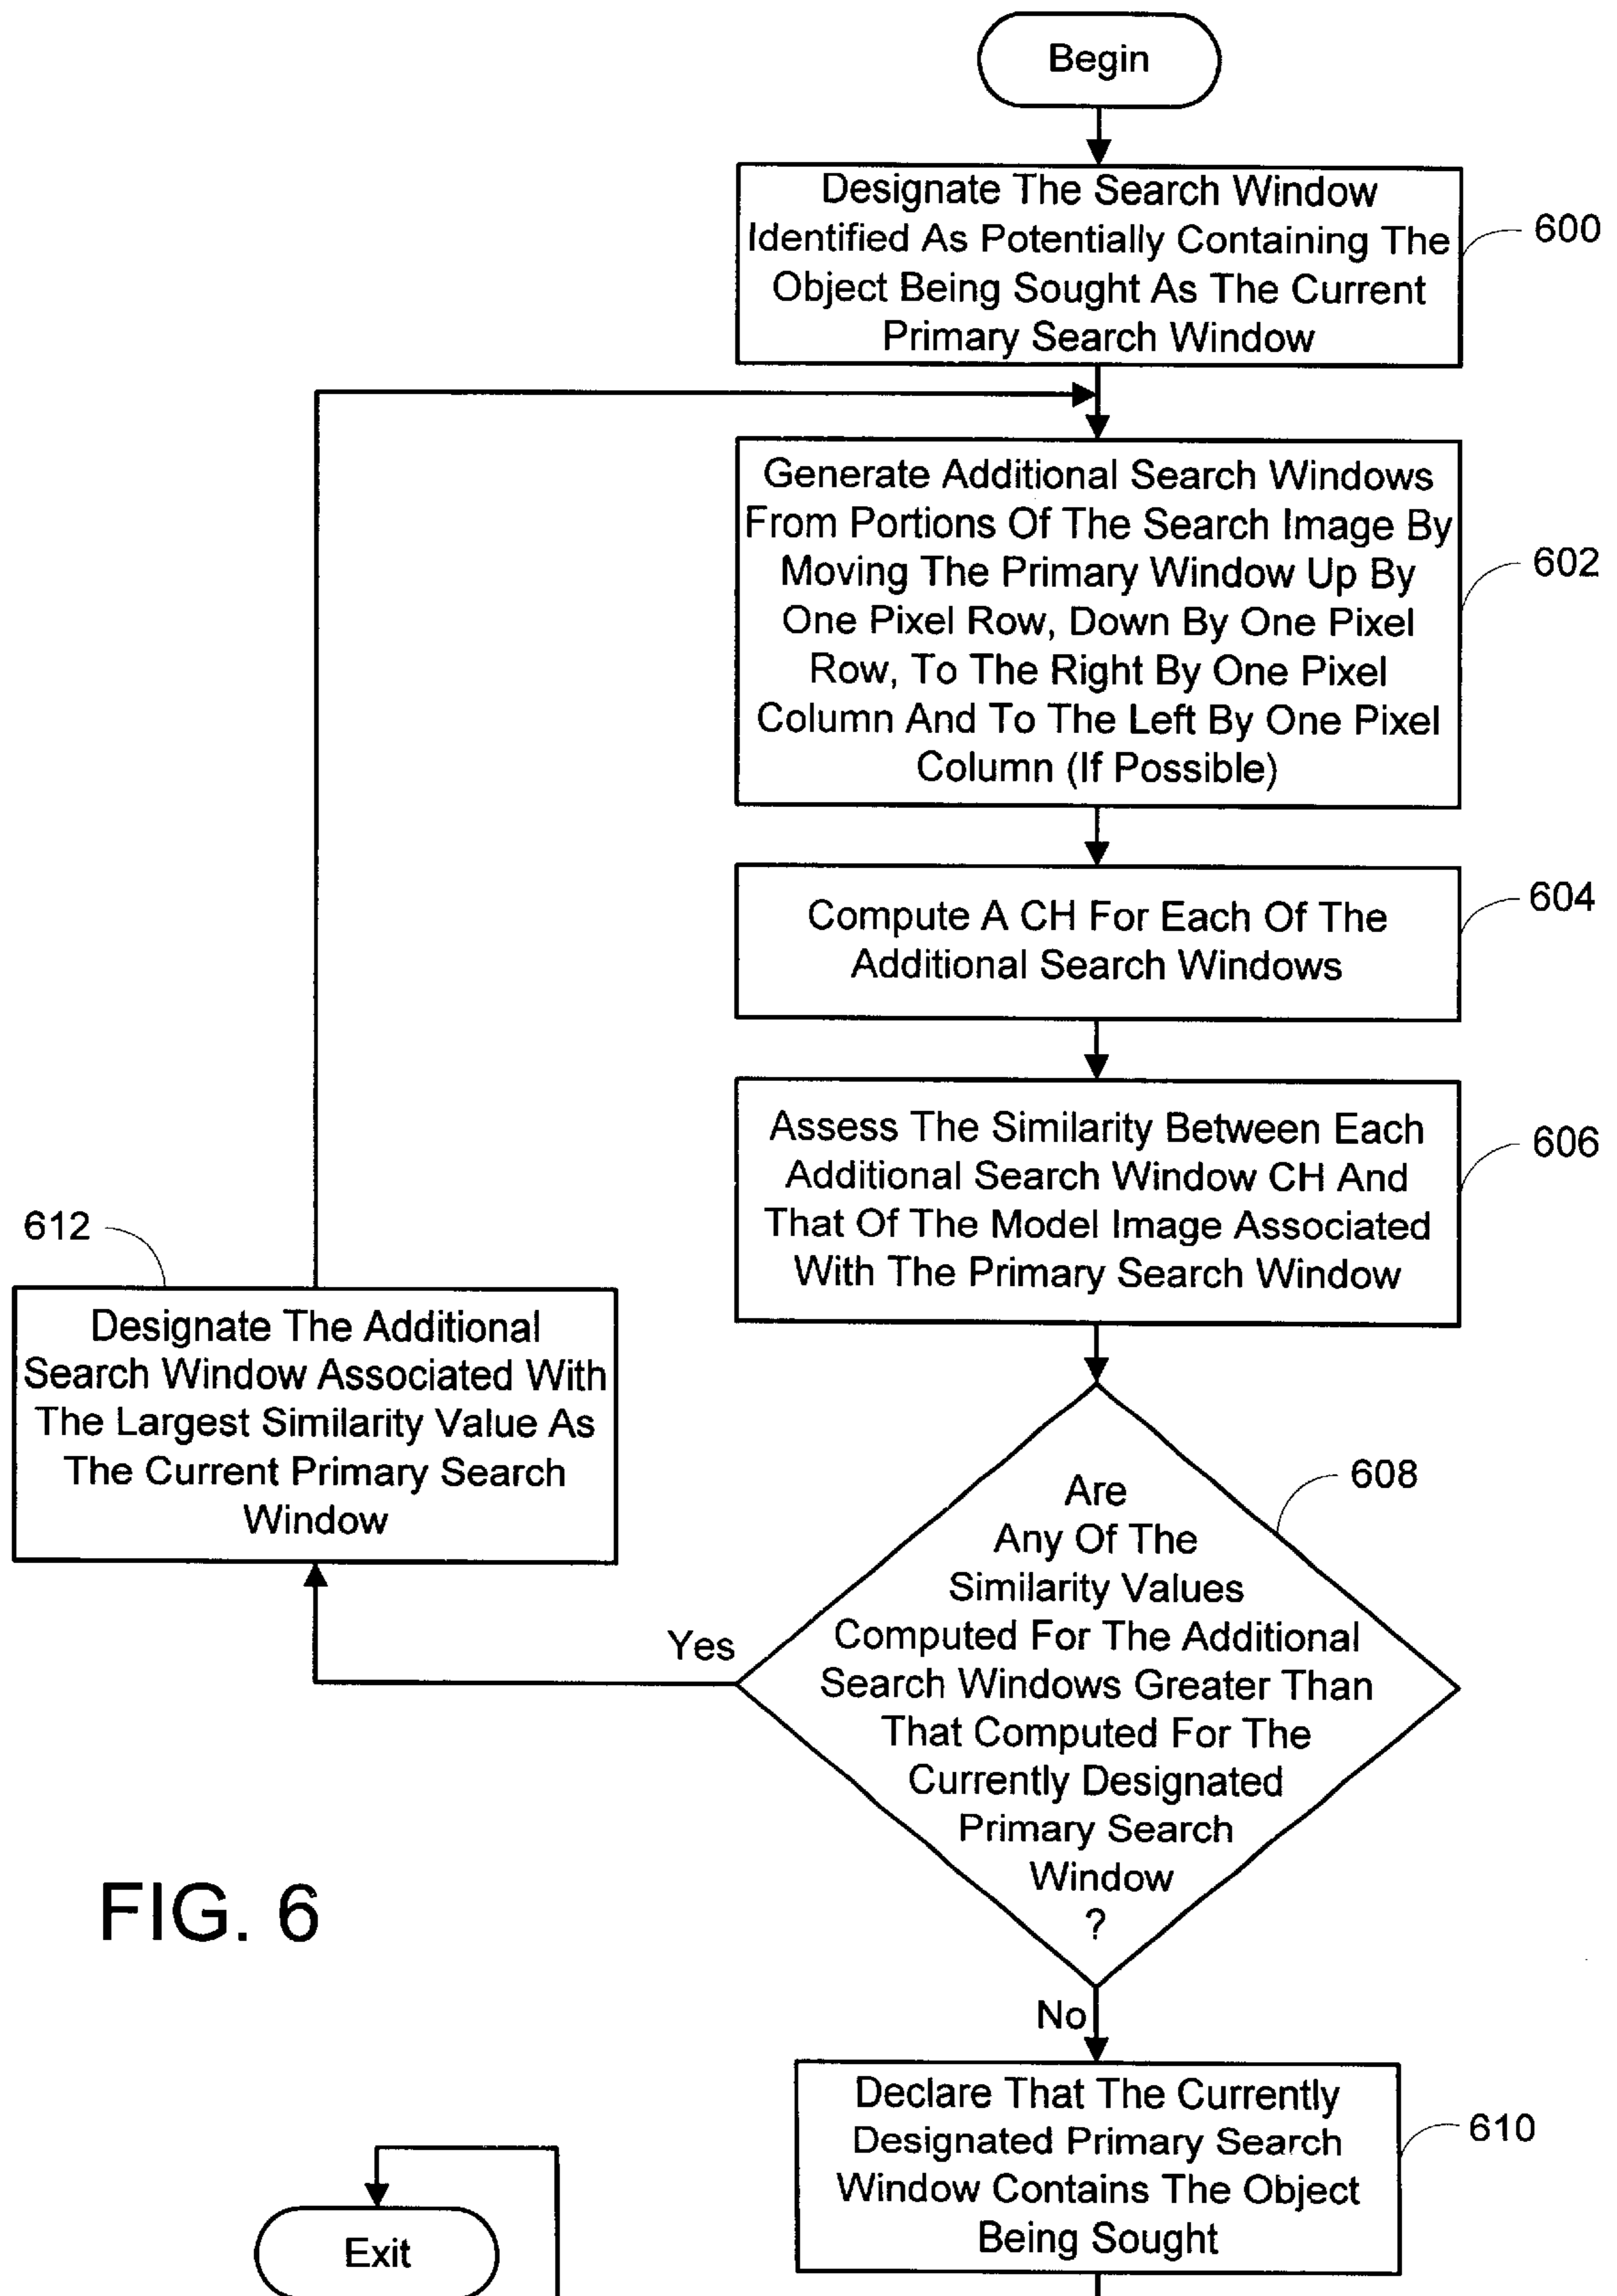 Begin
Designate The Search Window
Identified As Potentially Containing The
Object Being Sought As The Current
Primary Search Window
600
Generate Additional Search Windows
From Portions Of The Search Image By
Moving The Primary Window Up By
One Pixel Row, Down By One Pixel
Row, To The Right By One Pixel
Column And To The Left By One Pixel
Column (If Possible)
602
Compute A CH For Each Of The
Additional Search Windows
604
Assess The Similarity Between Each
Additional Search Window CH And
That Of The Model Image Associated
With The Primary Search Window
606
612
Designate The Additional
Search Window Associated With
The Largest Similarity Value As
The Current Primary Search
Window
Are
Any Of The
Similarity Values
Computed For The Additional
Search Windows Greater Than
That Computed For The
Currently Designated
Primary Search
Window
?
608
Yes
No
FIG. 6
Declare That The Currently
Designated Primary Search
Window Contains The Object
Being Sought
610
Exit